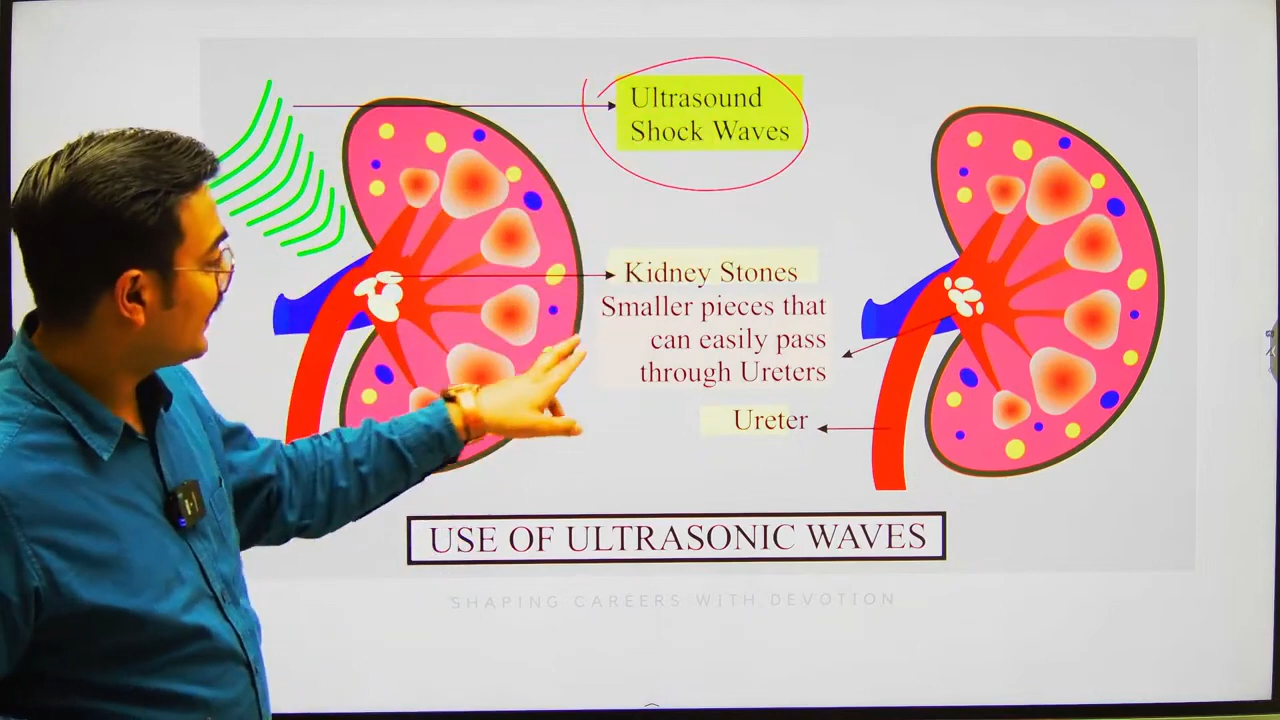 Ultrasound
Shock Waves
Kidney Stones
Smaller pieces that
can easily pass
through Ureters
Ureter
USE OF ULTRASONIC WAVES
SHAPING CAREERS WITH DEVOTION